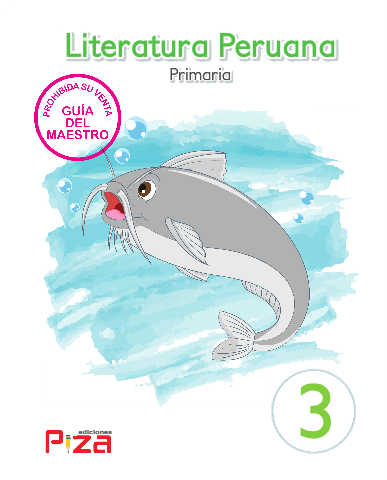 Literatura Peruana
Primaria
PROHIBIDA SU VENTA
GUÍA
DEL
MAESTRO
3
ediciones
Piza